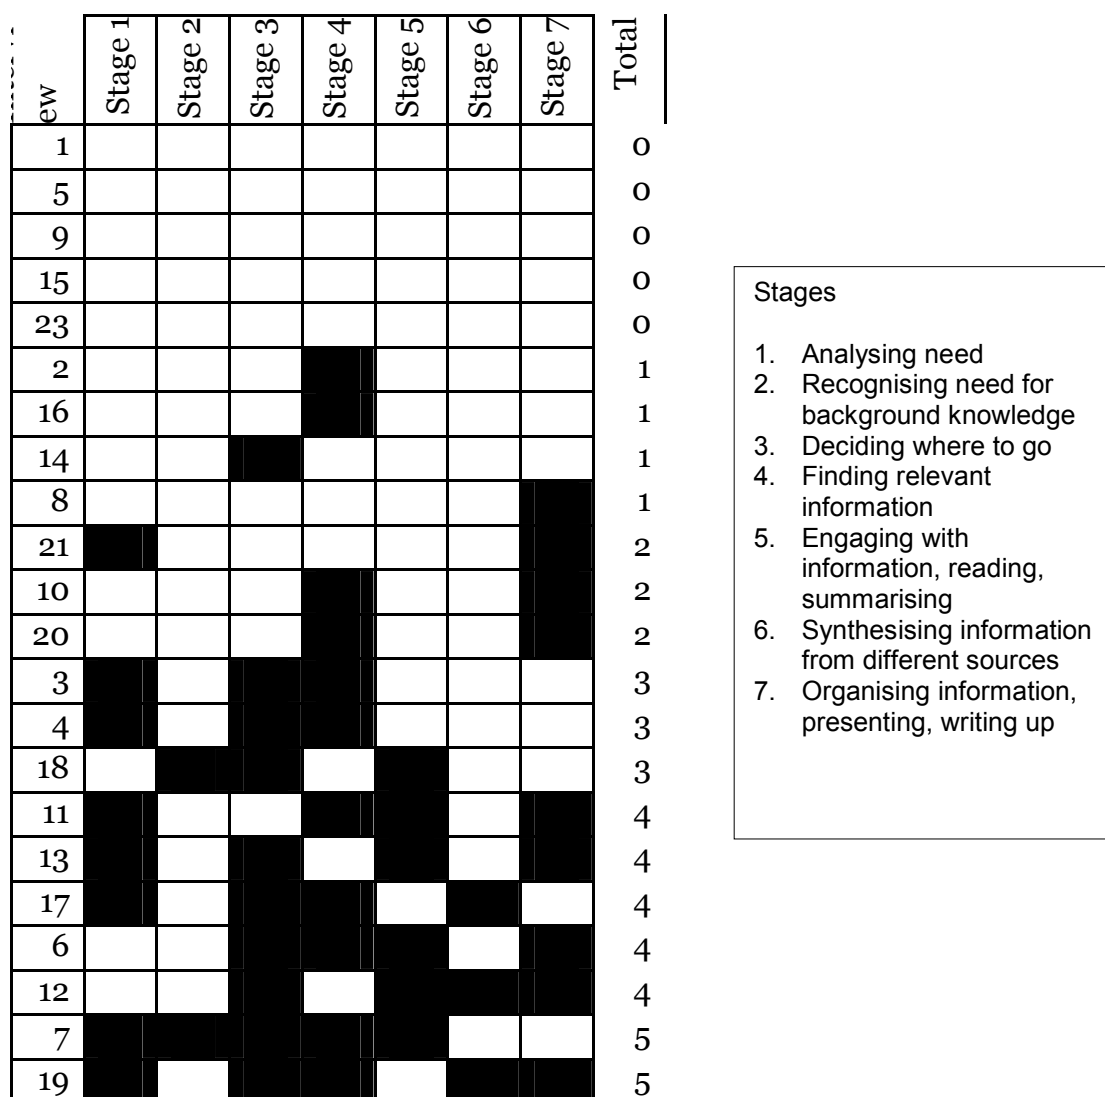 ew Stage 1 Stage 2 Stage 3 Stage 4 Stage 5 Stage 6 Stage 7 Total
1 0
5 0
9 0
15 0
23 0
2 1
16 1
14 1
8 1
21 2
10 2
20 2
3 3
4 3
18 3
11 4
13 4
17 4
6 4
12 4
7 5
19 5
Stages
1. Analysing need
2. Recognising need for
background knowledge
3. Deciding where to go
4. Finding relevant
information
5. Engaging with
information, reading,
summarising
6. Synthesising information
from different sources
7. Organising information,
presenting, writing up